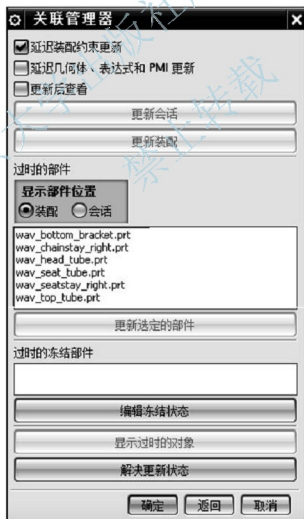 关联管理器
延迟装配约束更新
延迟几何体、表达式和 PMI 更新
更新后查看
更新会话
更新装配
过时的部件
显示部件位置
装配 会话
wav_bottom_bracket.prt
wav_chainstay_right.prt
wav_head_tube.prt
wav_seat_tube.prt
wav_seatstay_right.prt
wav_top_tube.prt
更新选定的部件
过时的冻结部件
编辑冻结状态
显示过时的对象
解决更新状态
确定 返回 取消